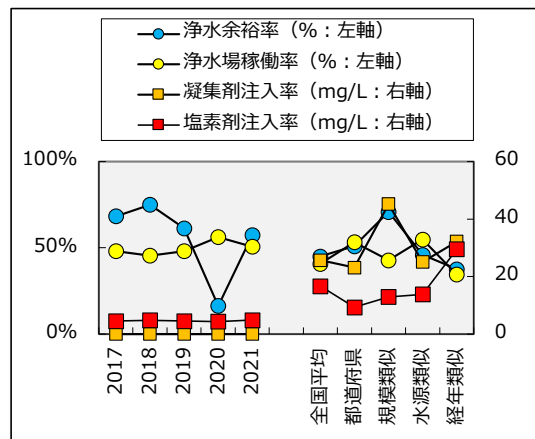 浄水余裕率（%：左軸）
浄水場稼働率（%：左軸）
凝集剤注入率（mg/L：右軸）
塩素剤注入率（mg/L：右軸）
100%
60
40
50%
20
0%
0
2017
2018
2019
2020
2021
全国平均
都道府県
規模類似
水源類似
経年類似